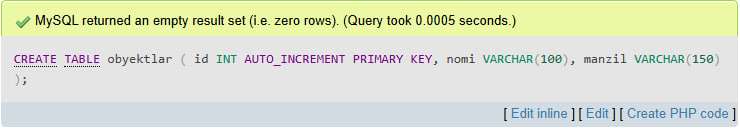 MySQL returned an empty result set (i.e. zero rows). (Query took 0.0005 seconds.)
CREATE TABLE obyektlar ( id INT AUTO_INCREMENT PRIMARY KEY, nomi VARCHAR(100), manzil VARCHAR(150)
);
[ Edit inline ] [ Edit ] [ Create PHP code ]